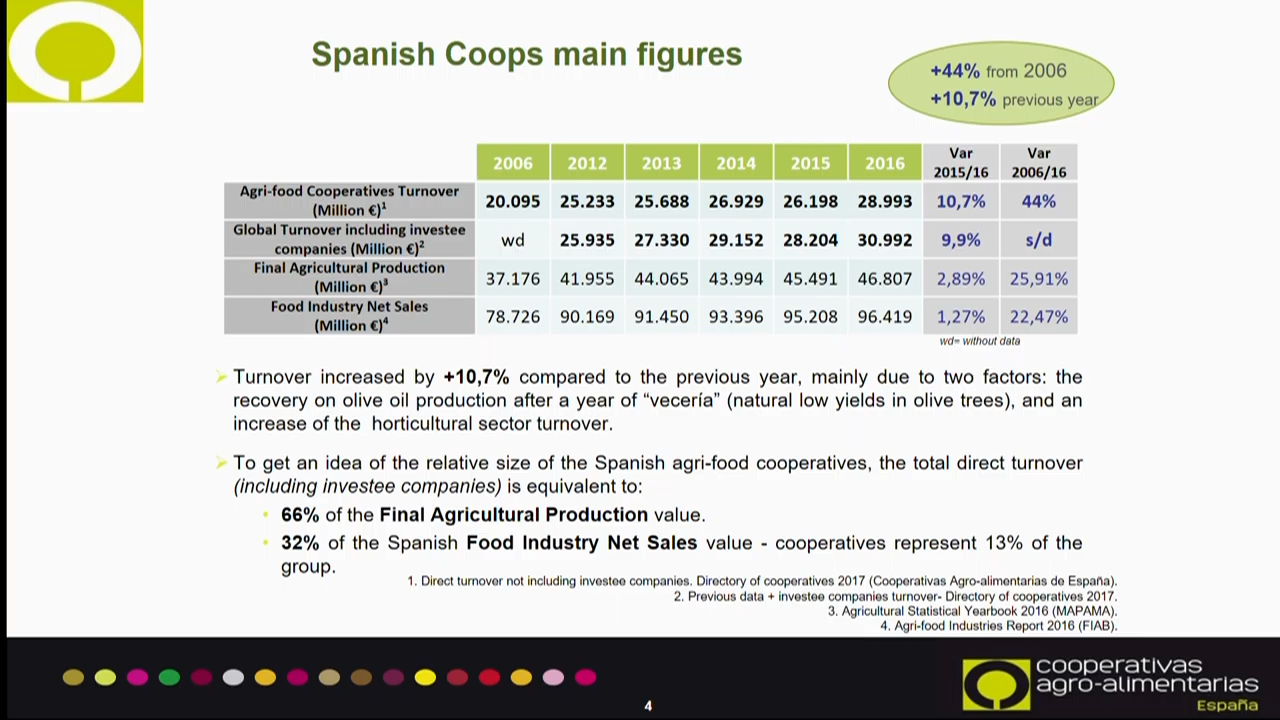 Spanish Coops main figures
+44% from 2006
+10,7% previous year
2006 2012 2013 2014 2015 2016 Var 2015/16 Var 2006/16
Agri-food Cooperatives Turnover (Million €)1 20.095 25.233 25.688 26.929 26.198 28.993 10,7% 44%
Global Turnover including investee companies (Million €)2 wd 25.935 27.330 29.152 28.204 30.992 9,9% s/d
Final Agricultural Production (Million €)3 37.176 41.955 44.065 43.994 45.491 46.807 2,89% 25,91%
Food Industry Net Sales (Million €)4 78.726 90.169 91.450 93.396 95.208 96.419 1,27% 22,47%
wd= without data
Turnover increased by +10,7% compared to the previous year, mainly due to two factors: the
recovery on olive oil production after a year of “vecería” (natural low yields in olive trees), and an
increase of the horticultural sector turnover.
To get an idea of the relative size of the Spanish agri-food cooperatives, the total direct turnover
(including investee companies) is equivalent to:
• 66% of the Final Agricultural Production value.
• 32% of the Spanish Food Industry Net Sales value - cooperatives represent 13% of the
group.
1. Direct turnover not including investee companies. Directory of cooperatives 2017 (Cooperativas Agro-alimentarias de España).
2. Previous data + investee companies turnover- Directory of cooperatives 2017.
3. Agricultural Statistical Yearbook 2016 (MAPAMA).
4. Agri-food Industries Report 2016 (FIAB).
4
cooperativas
agro-alimentarias
España